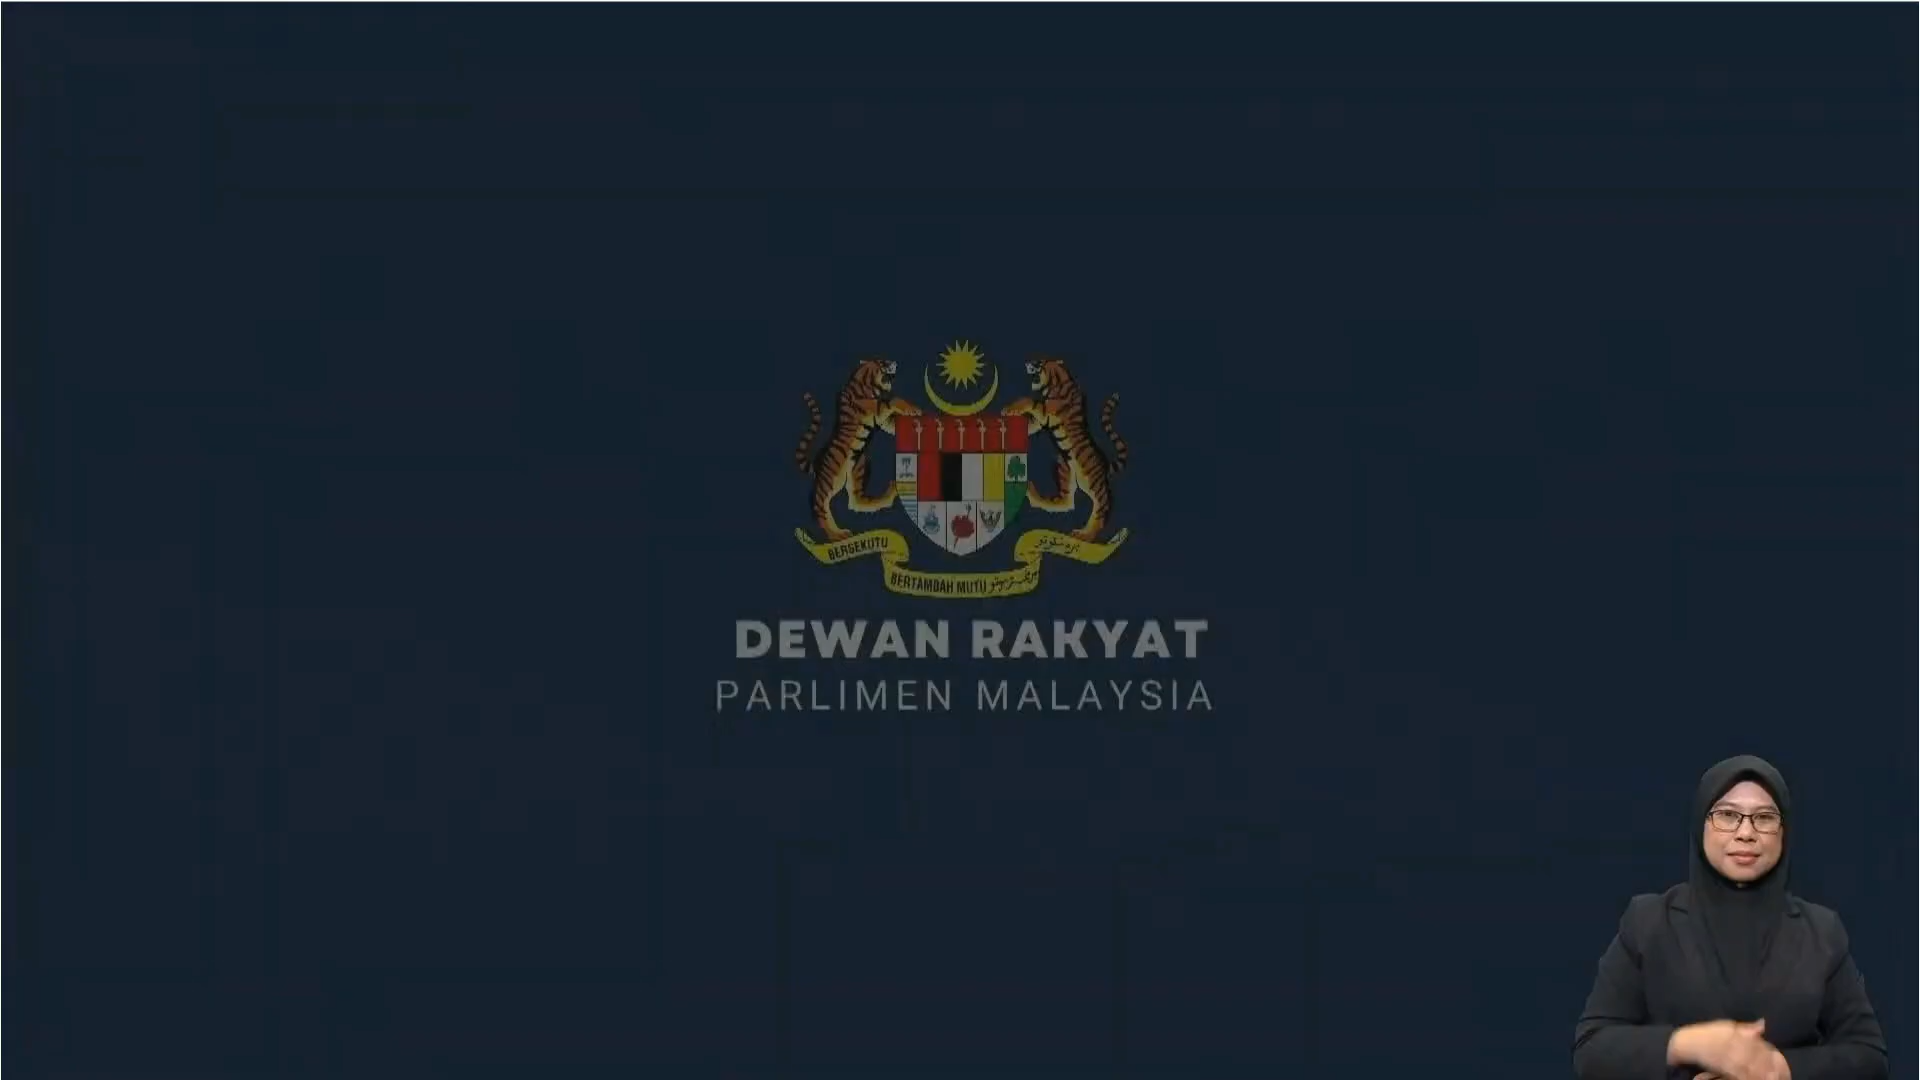 BERSEKUTU
BERTAMBAH MUTU
DEWAN RAKYAT
PARLIMEN MALAYSIA